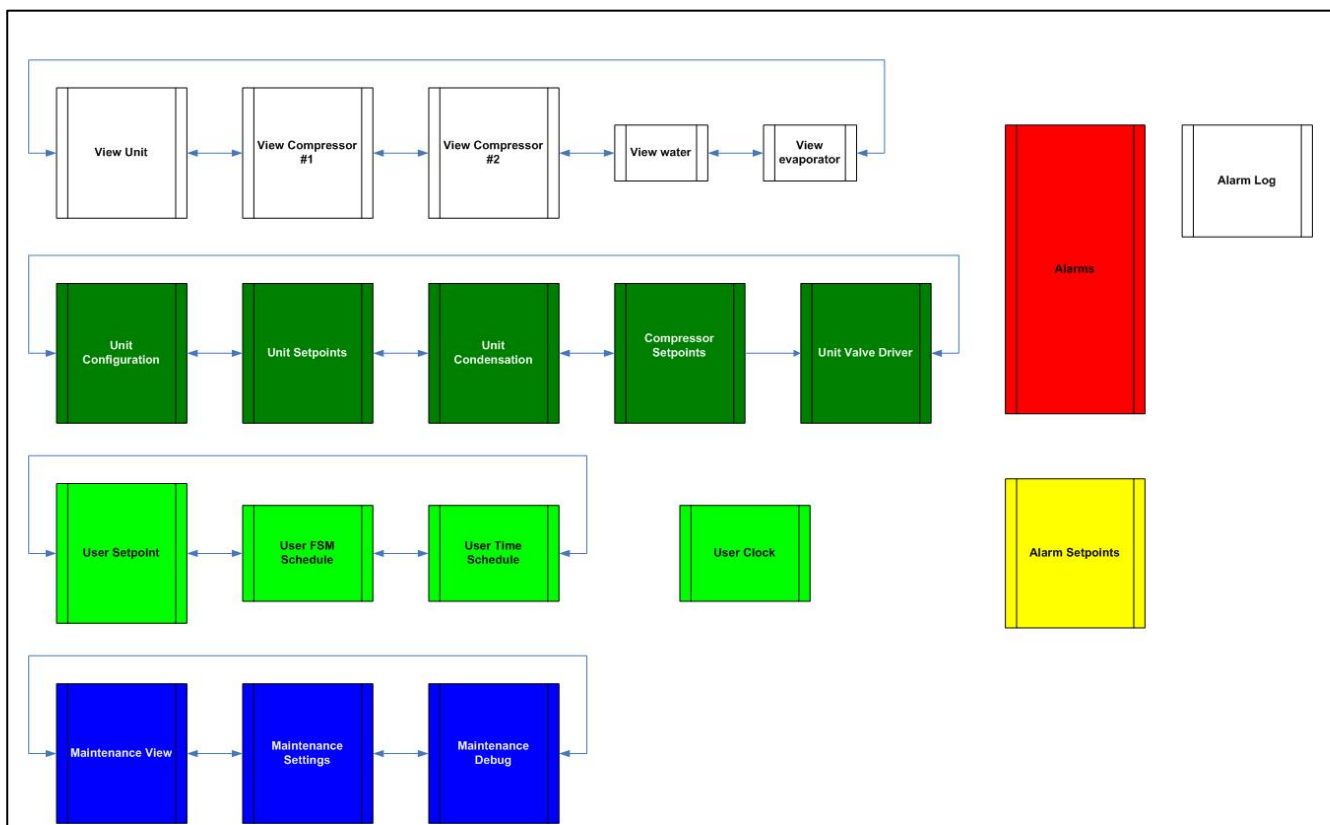 View Unit
View Compressor
#1
View Compressor
#2
View water
View
evaporator
Alarms
Alarm Log
Unit
Configuration
Unit Setpoints
Unit
Condensation
Compressor
Setpoints
Unit Valve Driver
User Setpoint
User FSM
Schedule
User Time
Schedule
User Clock
Alarm Setpoints
Maintenance View
Maintenance
Settings
Maintenance
Debug